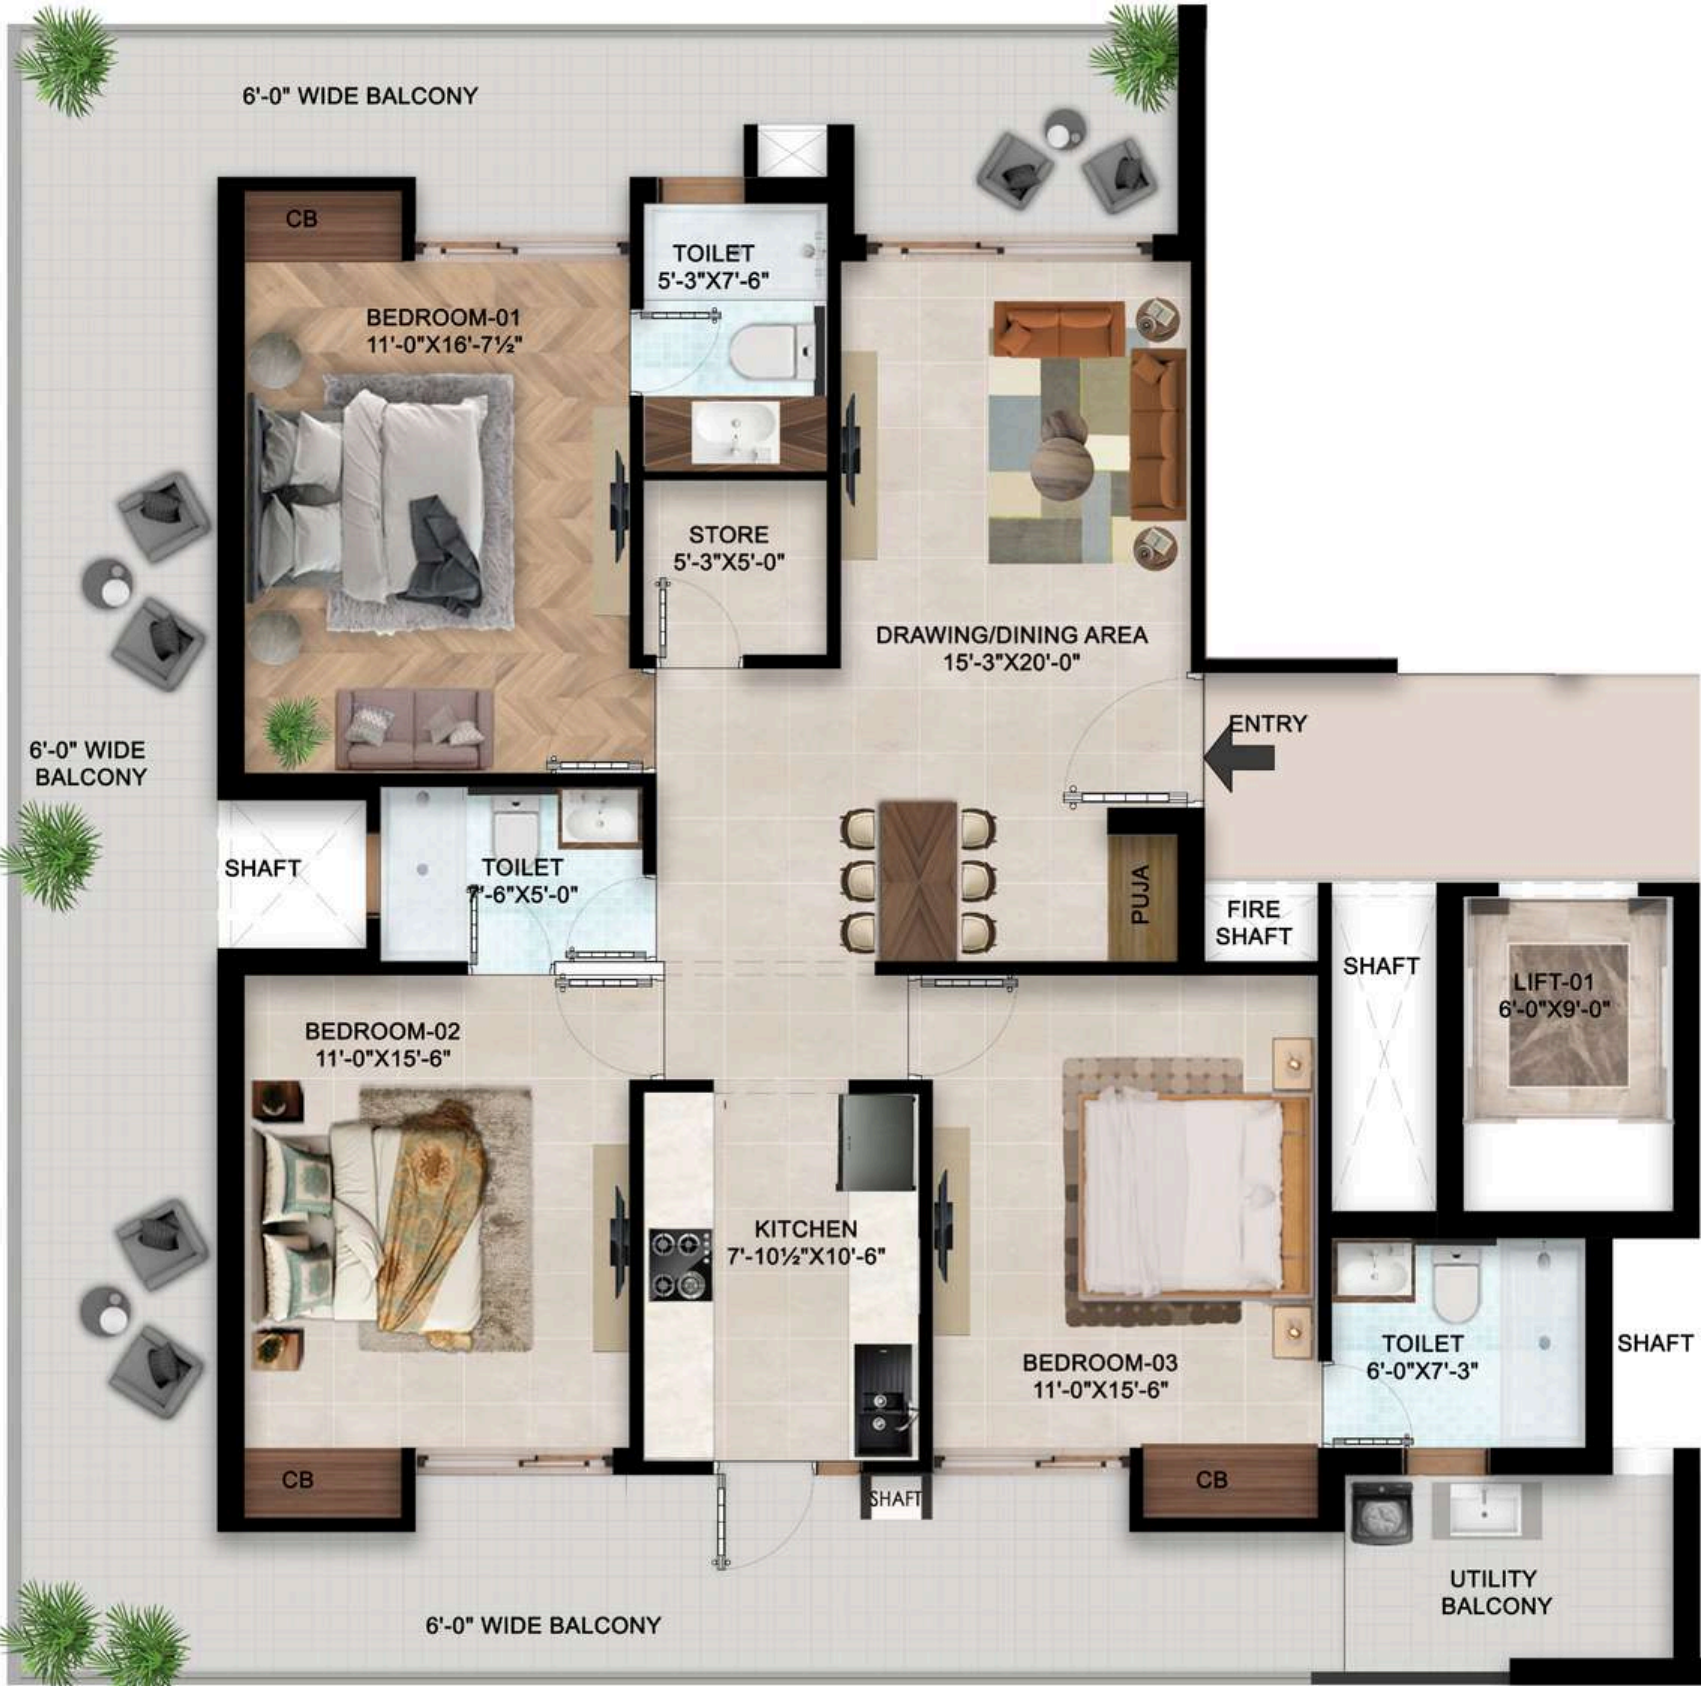 6'-0" WIDE BALCONY
CB
TOILET
5'-3"X7'-6"
BEDROOM-01
11'-0"X16'-7½"
STORE
5'-3"X5'-0"
DRAWING/DINING AREA
15'-3"X20'-0"
ENTRY
6'-0" WIDE
BALCONY
SHAFT
TOILET
7'-6"X5'-0"
PUJA
FIRE
SHAFT
SHAFT
LIFT-01
6'-0"X9'-0"
BEDROOM-02
11'-0"X15'-6"
KITCHEN
7'-10½"X10'-6"
BEDROOM-03
11'-0"X15'-6"
TOILET
6'-0"X7'-3"
SHAFT
CB
SHAFT
CB
UTILITY
BALCONY
6'-0" WIDE BALCONY